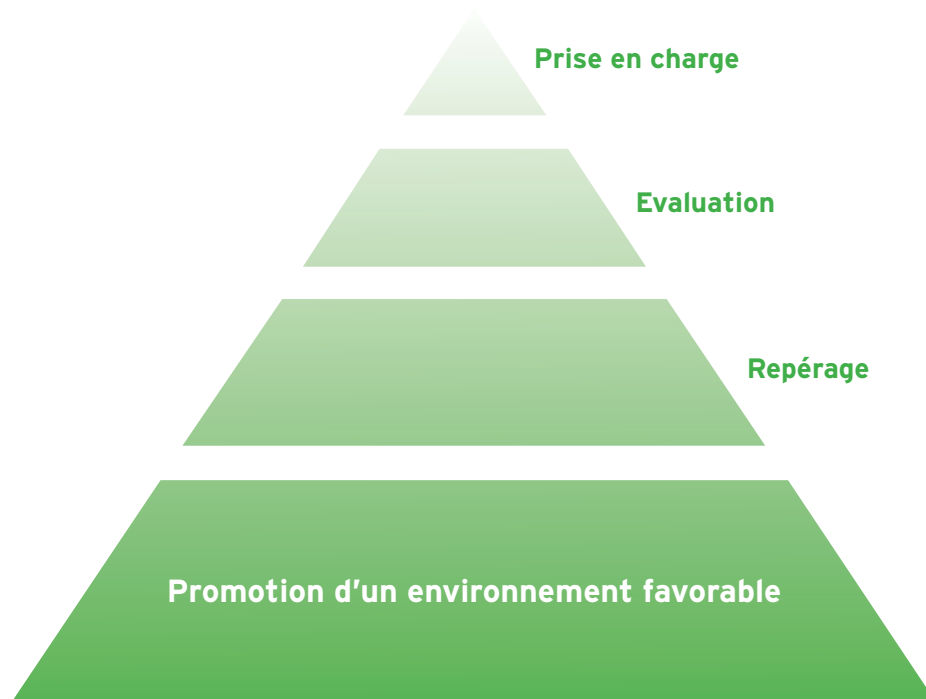 Prise en charge
Evaluation
Repérage
Promotion d'un environnement favorable